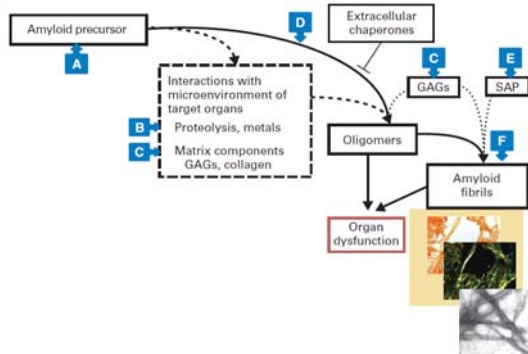 Amyloid precursor
A
D
Extracellular
chaperones
C
E
GAGs
SAP
Interactions with
microenvironment of
target organs
B
Proteolysis, metals
C
Matrix components
GAGs, collagen
Oligomers
F
Amyloid
fibrils
Organ
dysfunction